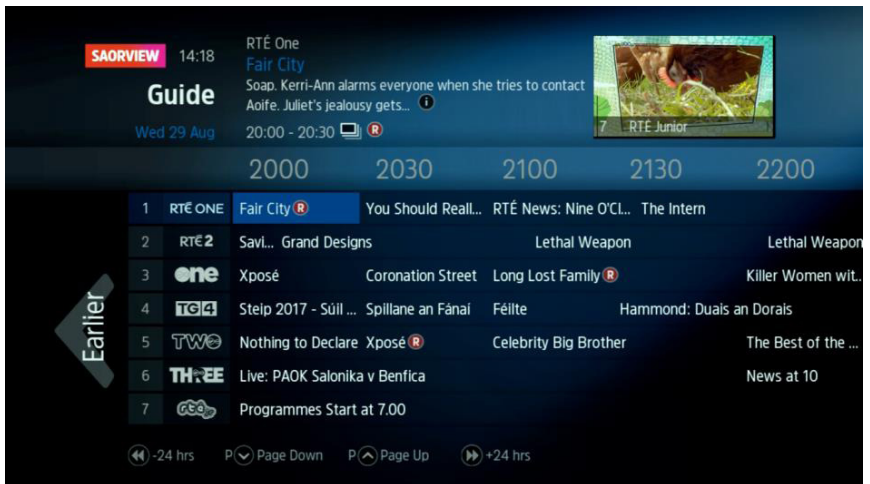 SAORVIEW 14:18
Guide
Wed 29 Aug
RTÉ One
Fair City
Soap. Kerri-Ann alarms everyone when she tries to contact
Aoife. Juliet's jealousy gets... i
20:00 - 20:30 R
7 RTÉ Junior
2000 2030 2100 2130 2200
Earlier
1 RTÉ ONE Fair City R You Should Reall... RTÉ News: Nine O'Cl... The Intern
2 RTÉ 2 Savi... Grand Designs Lethal Weapon Lethal Weapon
3 one Xposé Coronation Street Long Lost Family R Killer Women wit..
4 TG4 Steip 2017 - Súil ... Spillane an Fánaí Féilte Hammond: Duais an Dorais
5 TWO Nothing to Declare Xposé R Celebrity Big Brother The Best of the ...
6 THREE Live: PAOK Salonika v Benfica News at 10
7 Programmes Start at 7.00
-24 hrs P Page Down P Page Up +24 hrs